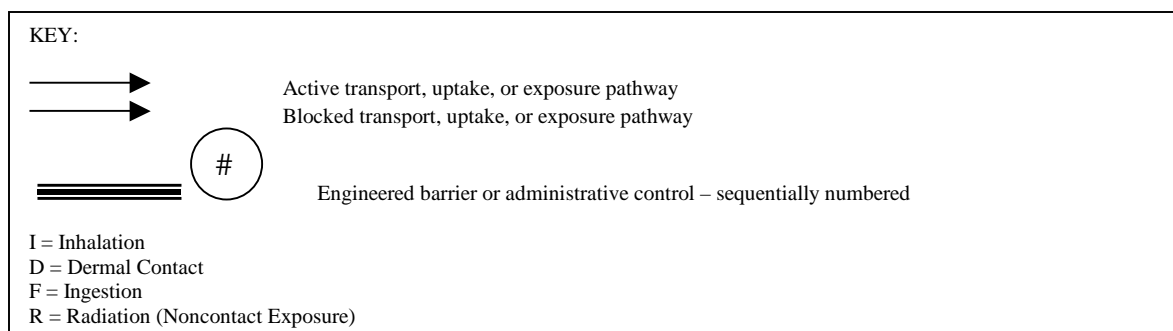 KEY:
Active transport, uptake, or exposure pathway
Blocked transport, uptake, or exposure pathway
#
Engineered barrier or administrative control – sequentially numbered
I = Inhalation
D = Dermal Contact
F = Ingestion
R = Radiation (Noncontact Exposure)